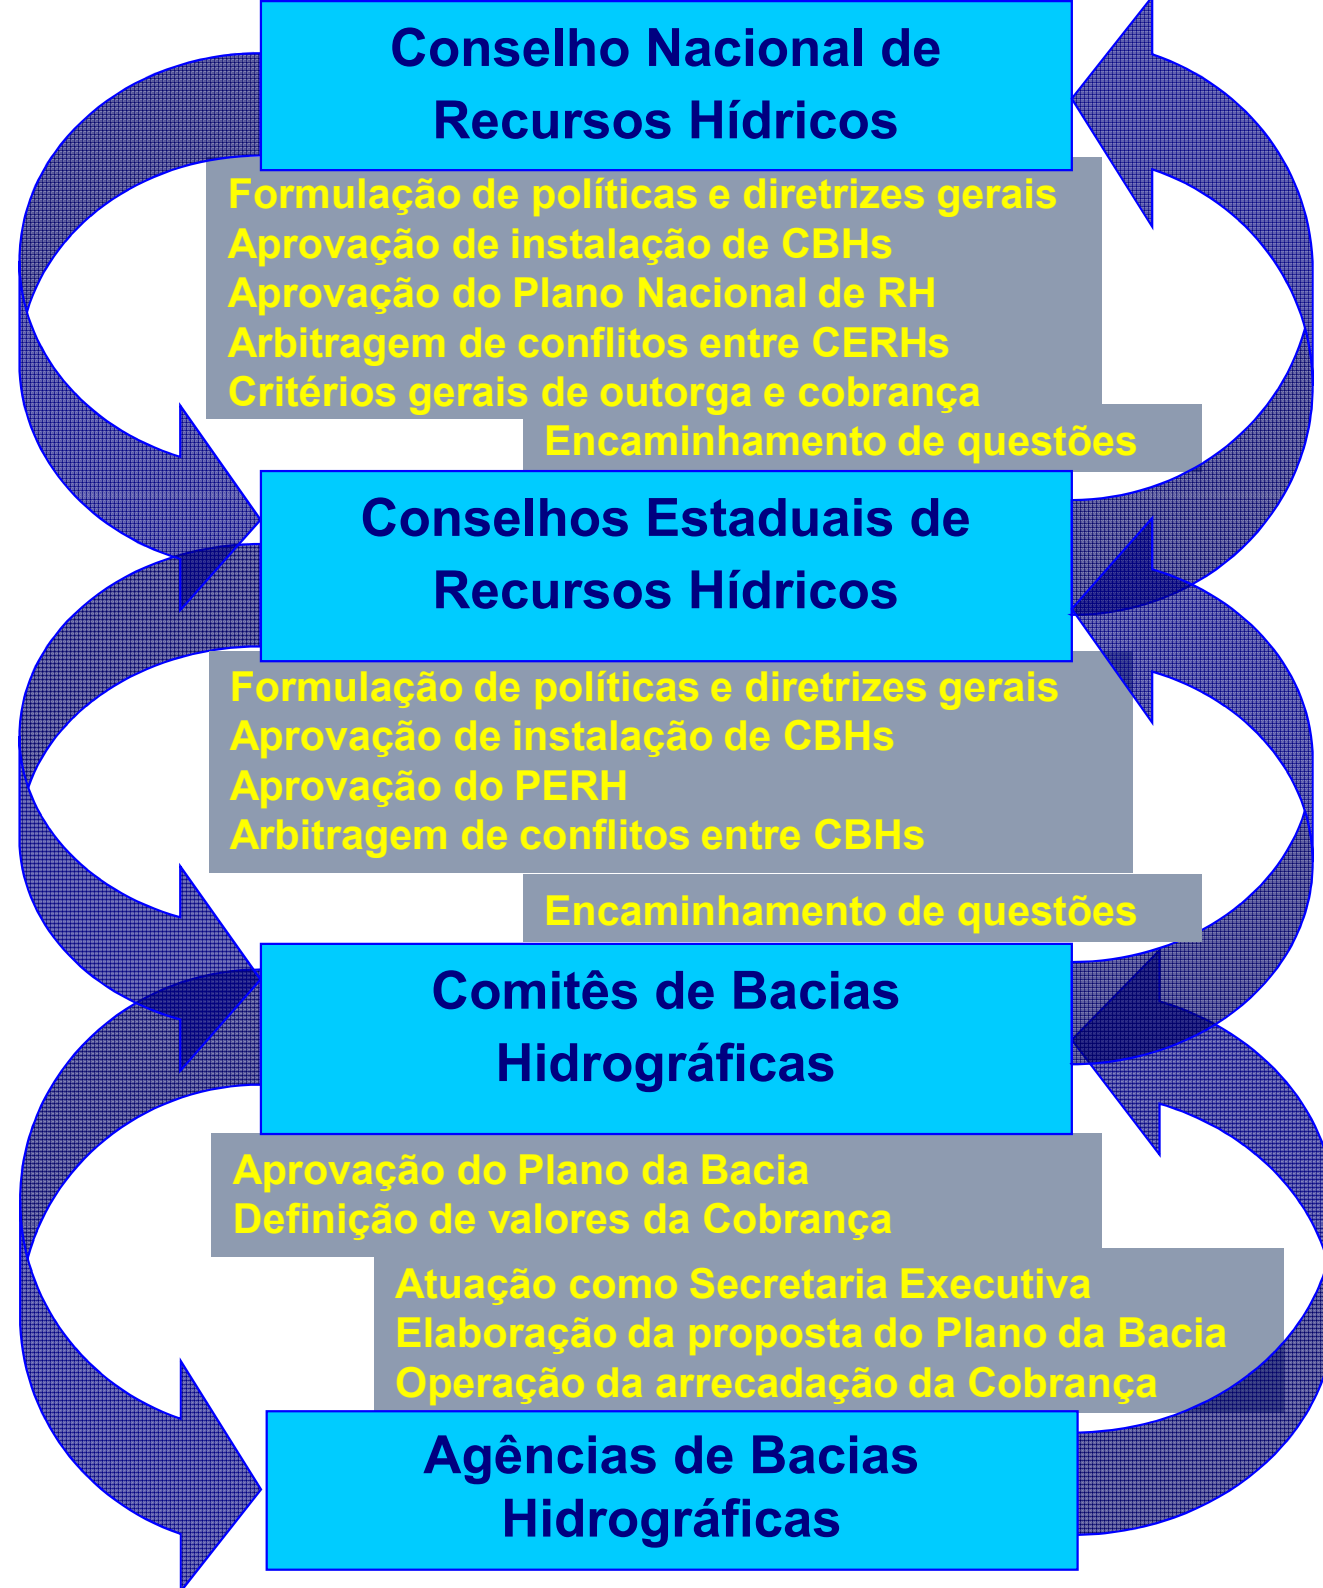 Conselho Nacional de
Recursos Hídricos
Formulação de políticas e diretrizes gerais
Aprovação de instalação de CBHs
Aprovação do Plano Nacional de RH
Arbitragem de conflitos entre CERHs
Critérios gerais de outorga e cobrança
Encaminhamento de questões
Conselhos Estaduais de
Recursos Hídricos
Formulação de políticas e diretrizes gerais
Aprovação de instalação de CBHs
Aprovação do PERH
Arbitragem de conflitos entre CBHs
Encaminhamento de questões
Comitês de Bacias
Hidrográficas
Aprovação do Plano da Bacia
Definição de valores da Cobrança
Atuação como Secretaria Executiva
Elaboração da proposta do Plano da Bacia
Operação da arrecadação da Cobrança
Agências de Bacias
Hidrográficas